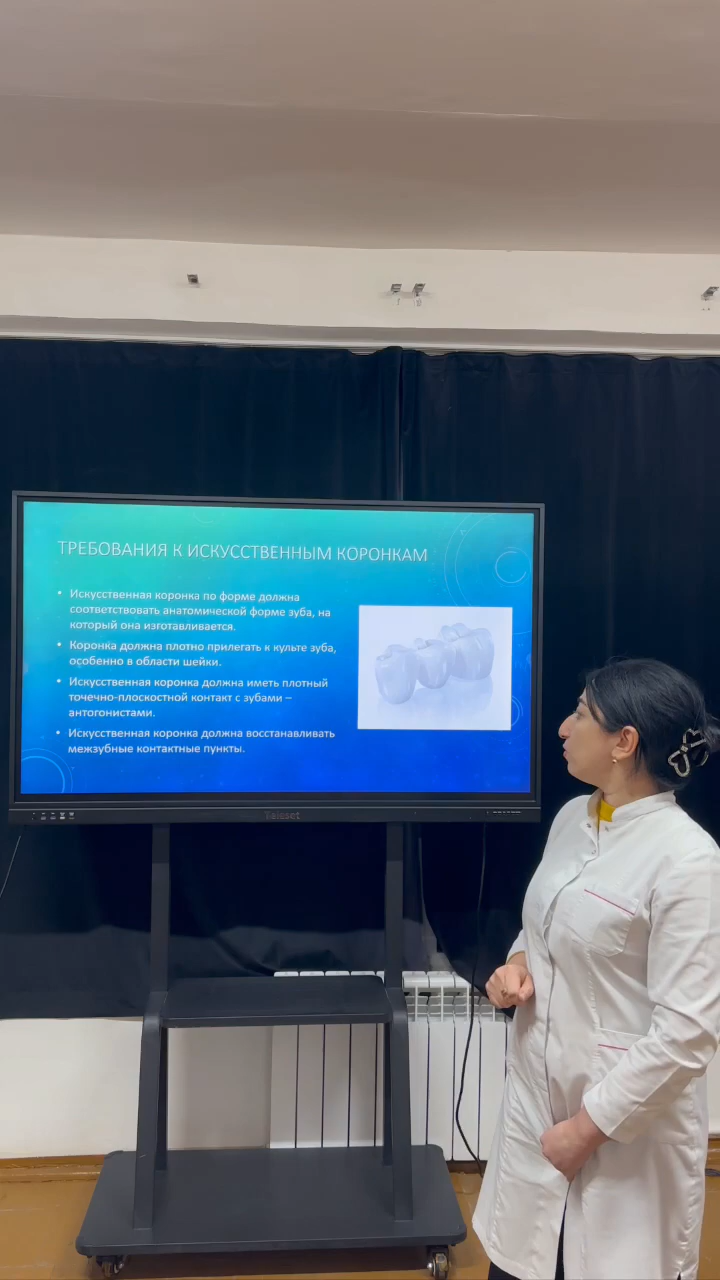 ТРЕБОВАНИЯ К ИСКУССТВЕННЫМ КОРОНКАМ
• Искусственная коронка по форме должна
соответствовать анатомической форме зуба, на
который она изготавливается.
• Коронка должна плотно прилегать к культе зуба,
особенно в области шейки.
• Искусственная коронка должна иметь плотный
точечно-плоскостной контакт с зубами –
антогонистами.
• Искусственная коронка должна восстанавливать
межзубные контактные пункты.